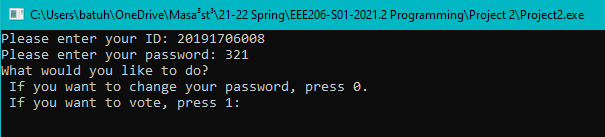 C:\Users\batuh\OneDrive\Masa³st³\21-22 Spring\EEE206-S01-2021.2 Programming\Project 2\Project2.exe
Please enter your ID: 20191706008
Please enter your password: 321
What would you like to do?
If you want to change your password, press 0.
If you want to vote, press 1: